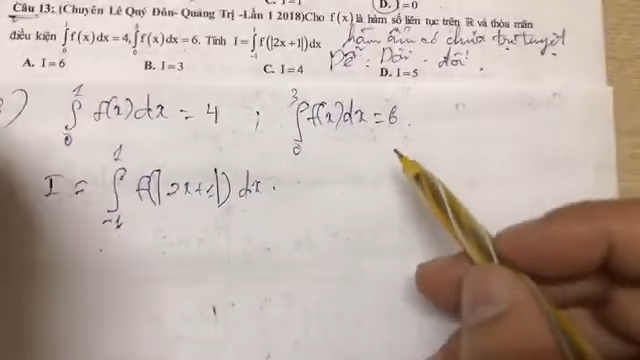 D. J = 0
Câu 13: (Chuyên Lê Quý Đôn- Quảng Trị -Lần 1 2018)Cho f(x) là hàm số liên tục trên R và thỏa mãn
điều kiện ∫₀¹ f(x)dx = 4, ∫₀³ f(x)dx = 6. Tính I = ∫₋₁¹ f(|2x+1|)dx
hàm ẩn có chứa trị tuyệt
đối.
A. I = 6 B. I = 3 C. I = 4 D. I = 5
∫₀¹ f(x)dx = 4 ; ∫₀³ f(x)dx = 6.
I = ∫₋₁¹ f(|2x+1|) dx.